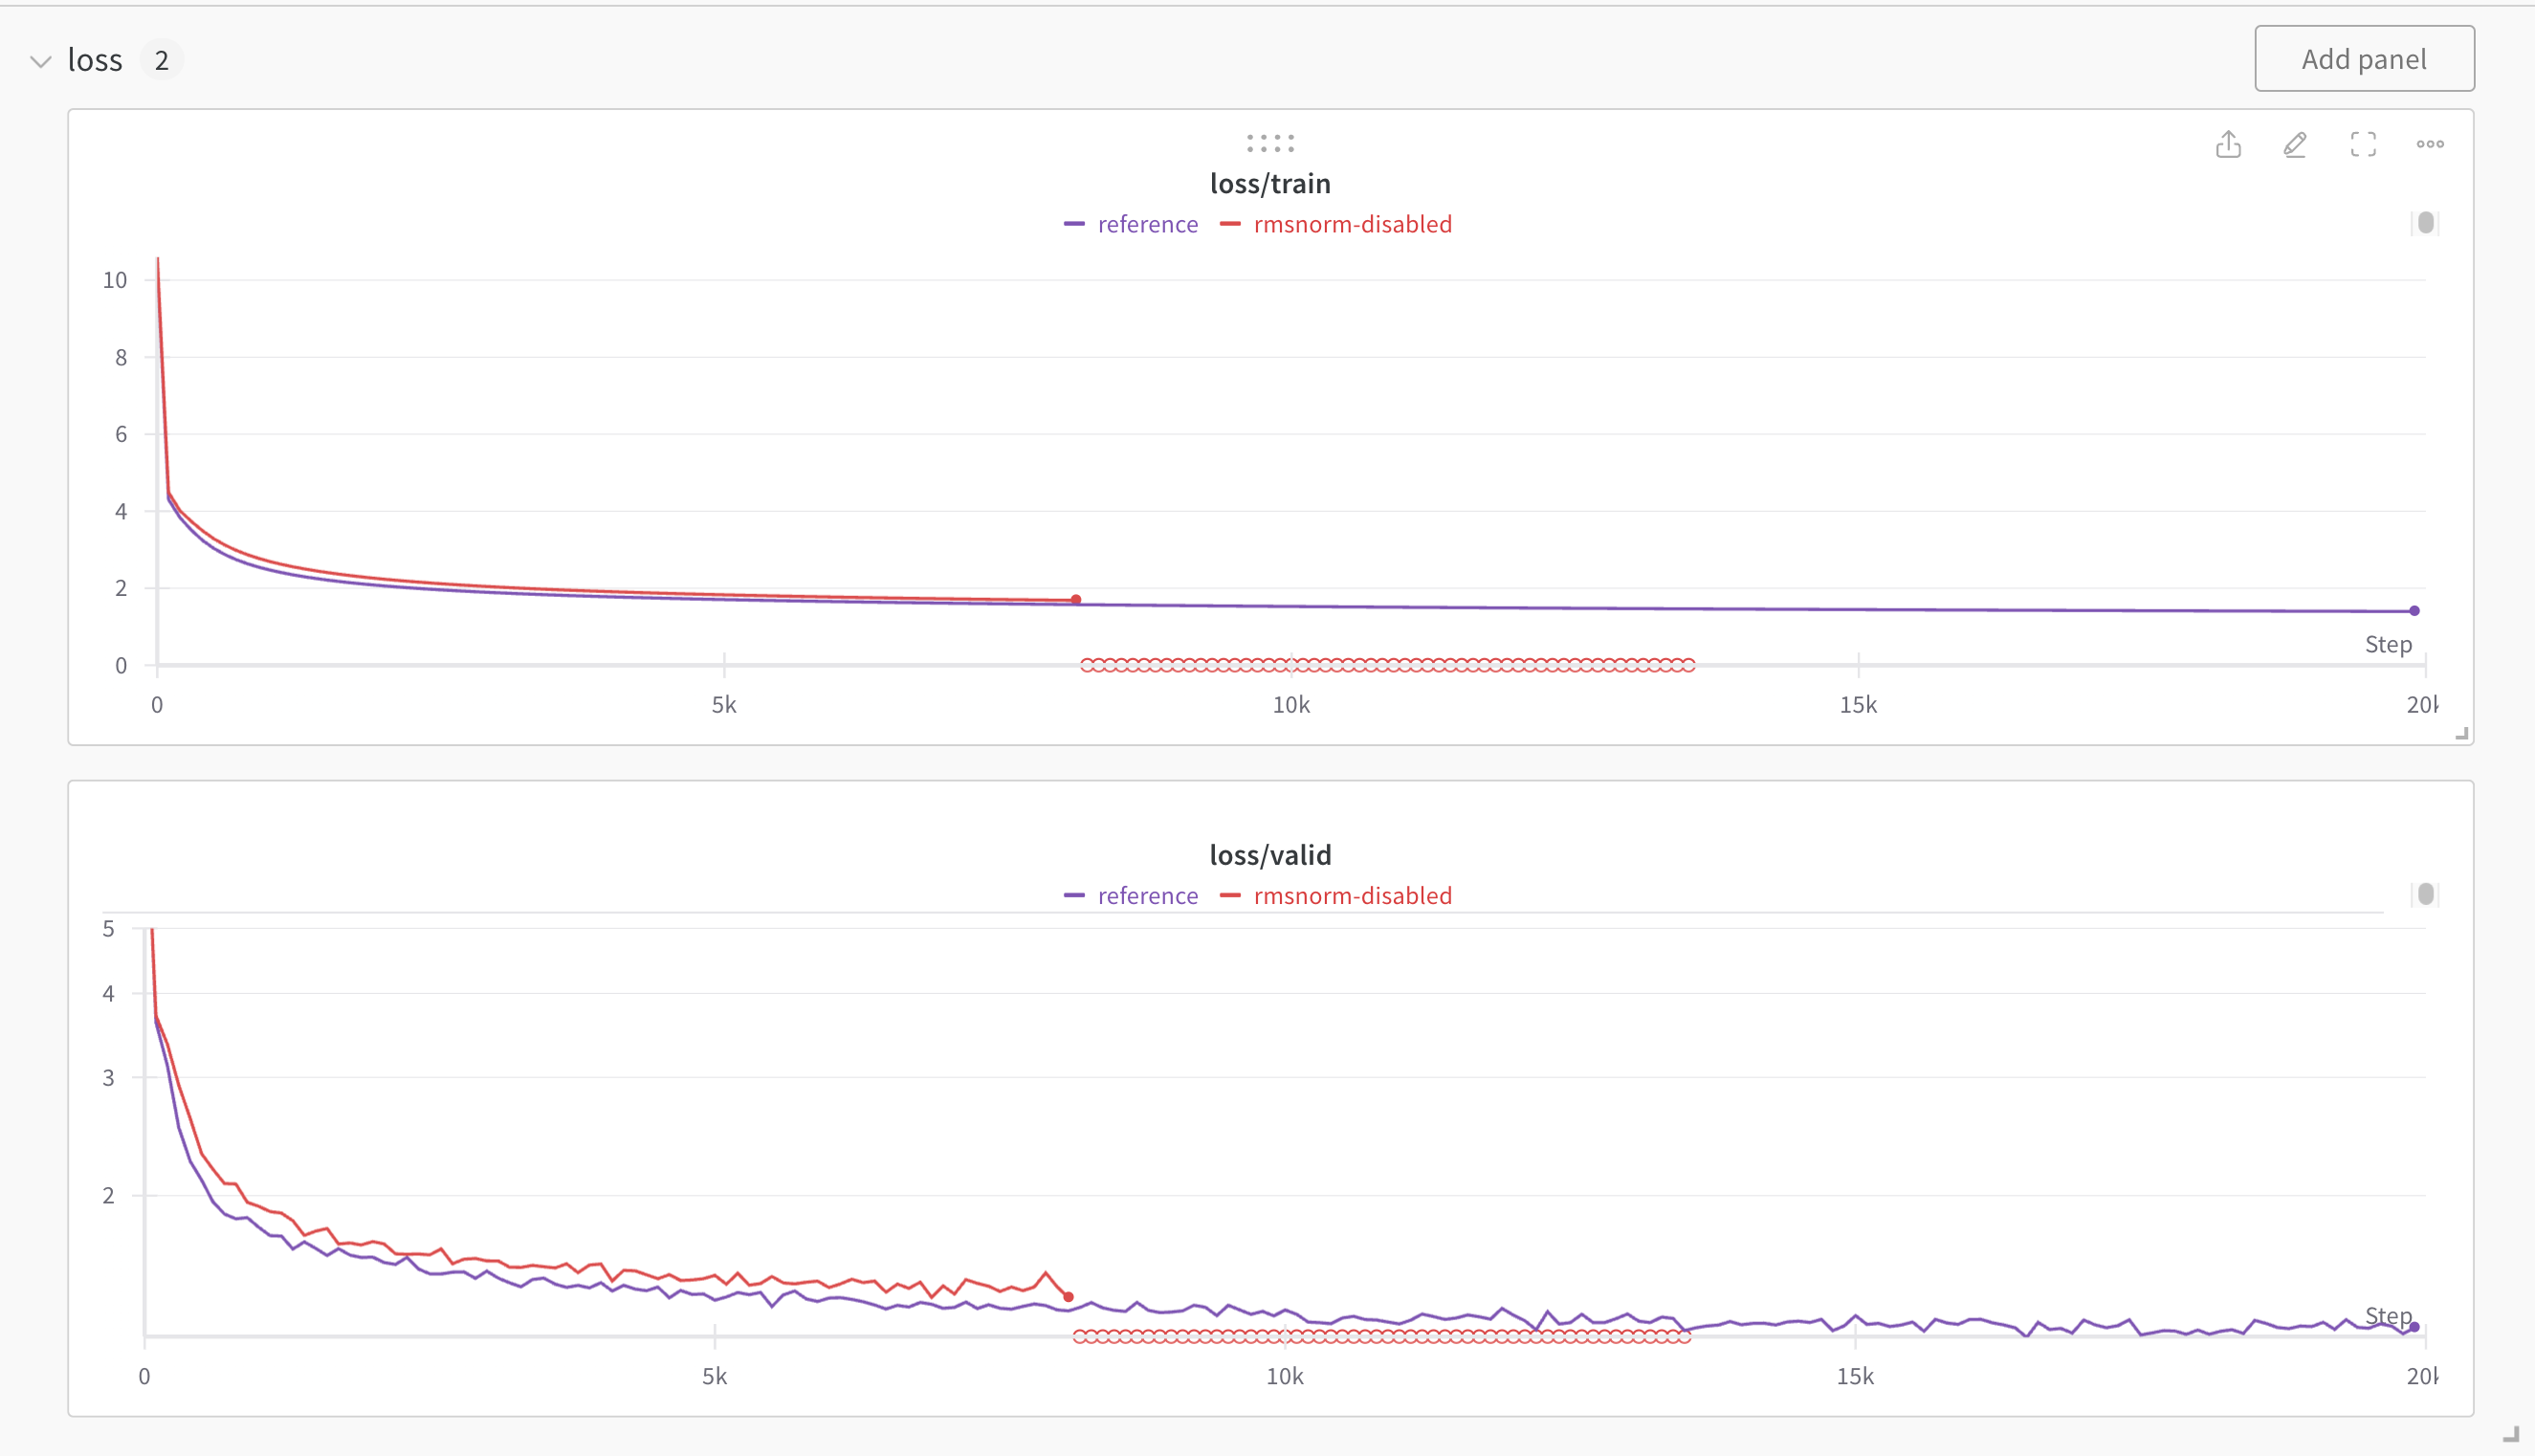 loss 2 Add panel
loss/train
reference rmsnorm-disabled
10
8
6
4
2
0
Step
0 5k 10k 15k 20k
loss/valid
reference rmsnorm-disabled
5
4
3
2
Step
0 5k 10k 15k 20k